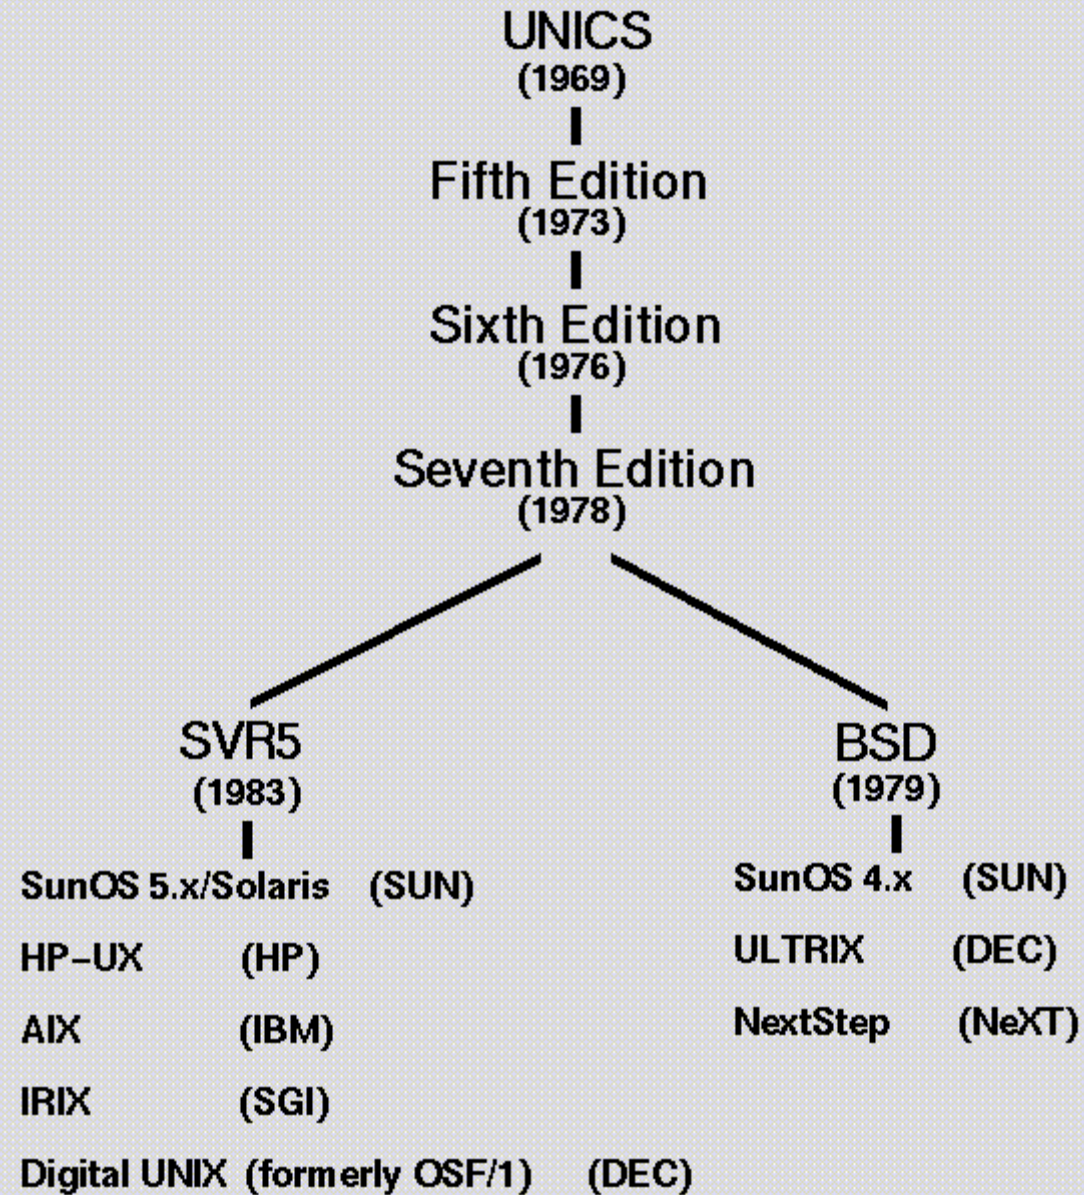 UNICS
(1969)
Fifth Edition
(1973)
Sixth Edition
(1976)
Seventh Edition
(1978)
SVR5
(1983)
SunOS 5.x/Solaris (SUN)
HP-UX (HP)
AIX (IBM)
IRIX (SGI)
Digital UNIX (formerly OSF/1) (DEC)
BSD
(1979)
SunOS 4.x (SUN)
ULTRIX (DEC)
NextStep (NeXT)